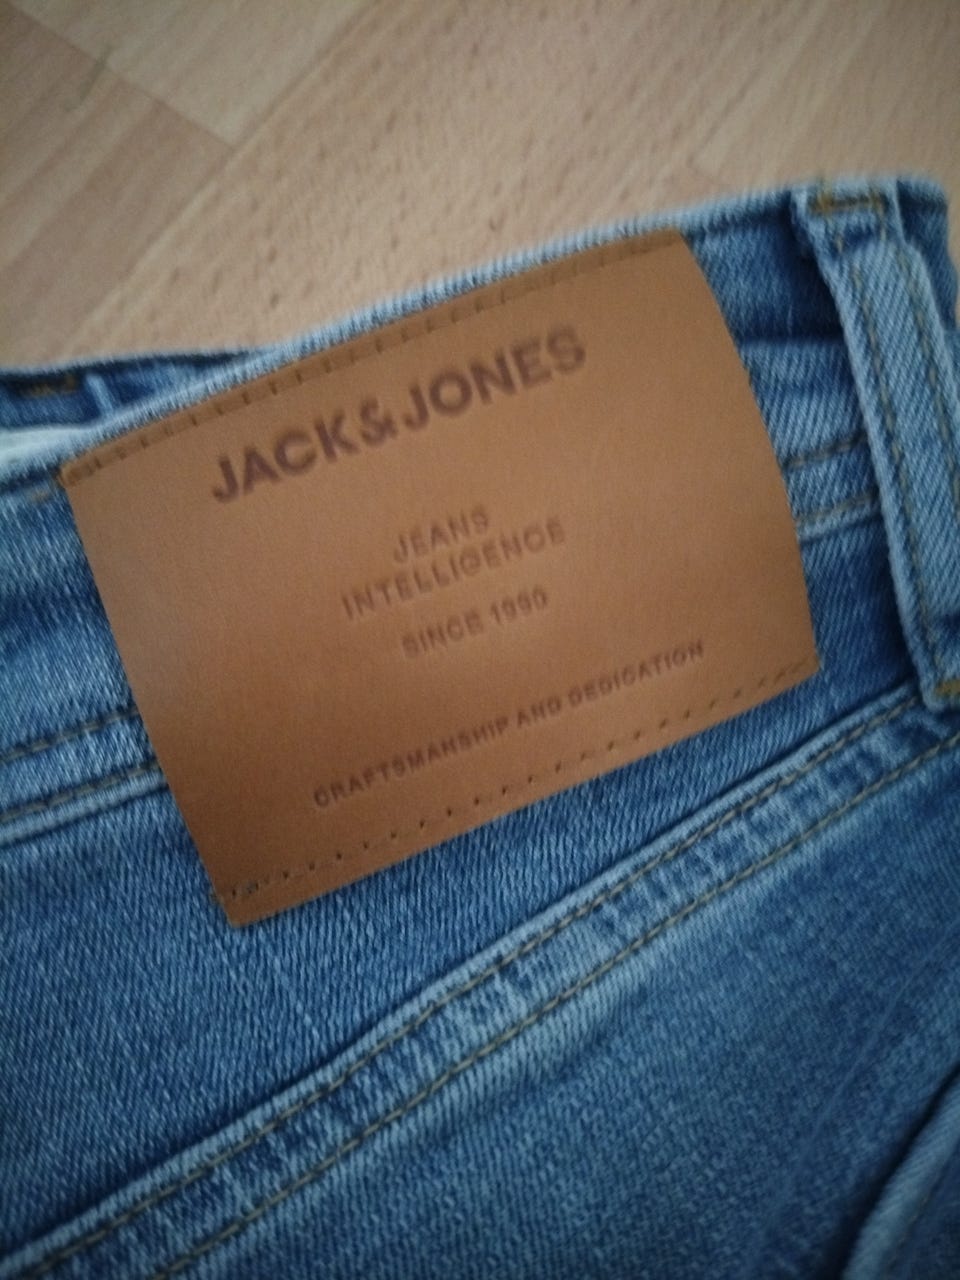 JACK&JONES
JEANS
INTELLIGENCE
SINCE 1990
CRAFTSMANSHIP AND DEDICATION